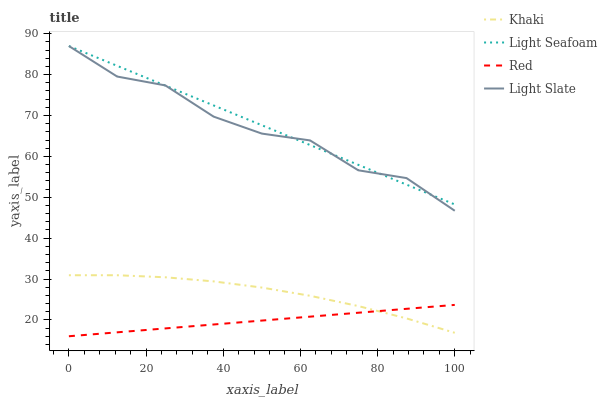 title
Khaki
Light Seafoam
Red
Light Slate
yaxis_label
90
80
70
60
50
40
30
20
0
20
40
60
80
100
xaxis_label